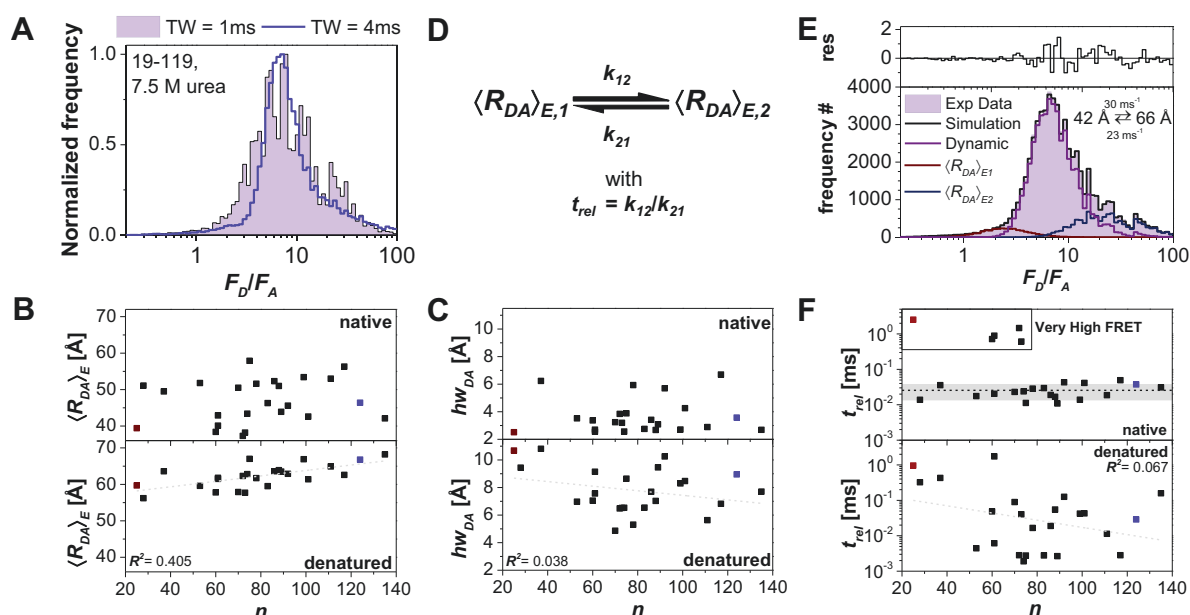 A
TW = 1ms
TW = 4ms
19-119,
7.5 M urea
Normalized frequency
1.0
0.5
0.0
1
10
100
F_D/F_A
D
k_12
⟨R_DA⟩_E,1
⟨R_DA⟩_E,2
k_21
with
t_rel = k_12/k_21
E
res
2
0
Exp Data
Simulation
Dynamic
⟨R_DA⟩_E1
⟨R_DA⟩_E2
30 ms⁻¹
42 Å ⇄ 66 Å
23 ms⁻¹
frequency #
4000
3000
2000
1000
0
1
10
100
F_D/F_A
B
native
⟨R_DA⟩_E [Å]
70
60
50
40
denatured
⟨R_DA⟩_E [Å]
70
60
50
40
R²= 0.405
20 40 60 80 100 120 140
n
C
native
hw_DA [Å]
10
8
6
4
2
denatured
hw_DA [Å]
10
8
6
4
2
0
R²= 0.038
20 40 60 80 100 120 140
n
F
Very High FRET
t_rel [ms]
10⁰
10⁻¹
10⁻²
10⁻³
native
denatured
R²= 0.067
t_rel [ms]
10⁰
10⁻¹
10⁻²
10⁻³
20 40 60 80 100 120 140
n